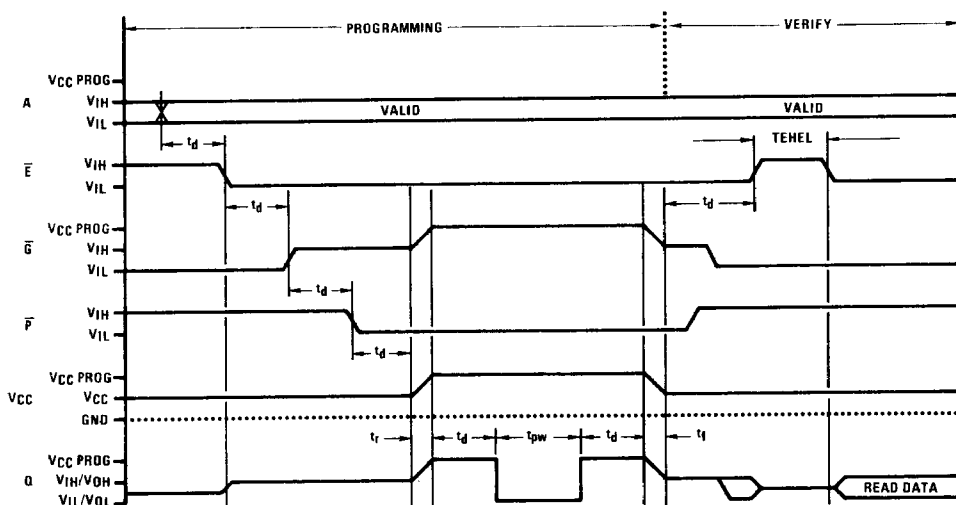 PROGRAMMING VERIFY
VCC PROG
A VIH VALID VALID
VIL
td TEHEL
E VIH
VIL
td td
VCC PROG
G VIH
VIL
td
P VIH
VIL
td
VCC PROG
VCC VCC
GND
tr td tpw td tf
VCC PROG
Q VIH/VOH
READ DATA
VIL/VOL